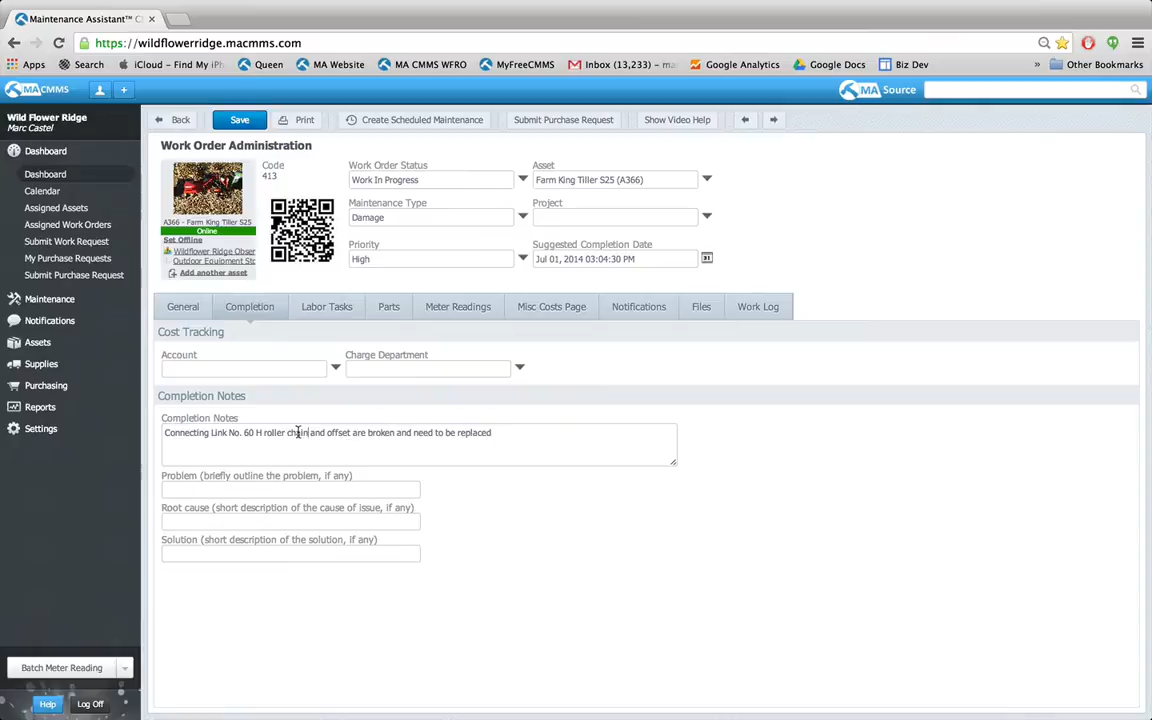 Maintenance Assistant™ C
https://wildflowerridge.macmms.com
Apps Search iCloud - Find My iPh Queen MA Website MA CMMS WFRO MyFreeCMMS Inbox (13,233) – ma Google Analytics Google Docs Biz Dev » Other Bookmarks
MACMMS
MA Source
Wild Flower Ridge
Marc Castel
Back Save Print Create Scheduled Maintenance Submit Purchase Request Show Video Help
Work Order Administration
Dashboard
Dashboard
Calendar
Assigned Assets
Assigned Work Orders
Submit Work Request
My Purchase Requests
Submit Purchase Request
Maintenance
Notifications
Assets
Supplies
Purchasing
Reports
Settings
Batch Meter Reading
Help Log Off
A366 - Farm King Tiller S25
Online
Set Offline
Wildflower Ridge Obser
Outdoor Equipment Sto
Add another asset
Code
413
Work Order Status
Work In Progress
Asset
Farm King Tiller S25 (A366)
Maintenance Type
Damage
Project
Priority
High
Suggested Completion Date
Jul 01, 2014 03:04:30 PM
31
General Completion Labor Tasks Parts Meter Readings Misc Costs Page Notifications Files Work Log
Cost Tracking
Account Charge Department
Completion Notes
Completion Notes
Connecting Link No. 60 H roller chain and offset are broken and need to be replaced
Problem (briefly outline the problem, if any)
Root cause (short description of the cause of issue, if any)
Solution (short description of the solution, if any)